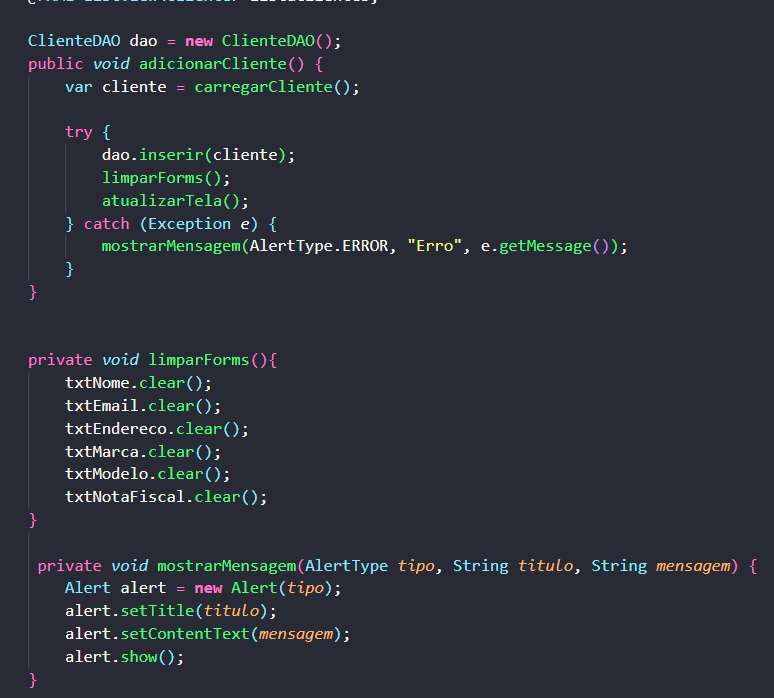 ClienteDAO dao = new ClienteDAO();
public void adicionarCliente() {
var cliente = carregarCliente();
try {
dao.inserir(cliente);
limparForms();
atualizarTela();
} catch (Exception e) {
mostrarMensagem(AlertType.ERROR, "Erro", e.getMessage());
}
}
private void limparForms(){
txtNome.clear();
txtEmail.clear();
txtEndereco.clear();
txtMarca.clear();
txtModelo.clear();
txtNotaFiscal.clear();
}
private void mostrarMensagem(AlertType tipo, String titulo, String mensagem) {
Alert alert = new Alert(tipo);
alert.setTitle(titulo);
alert.setContentText(mensagem);
alert.show();
}